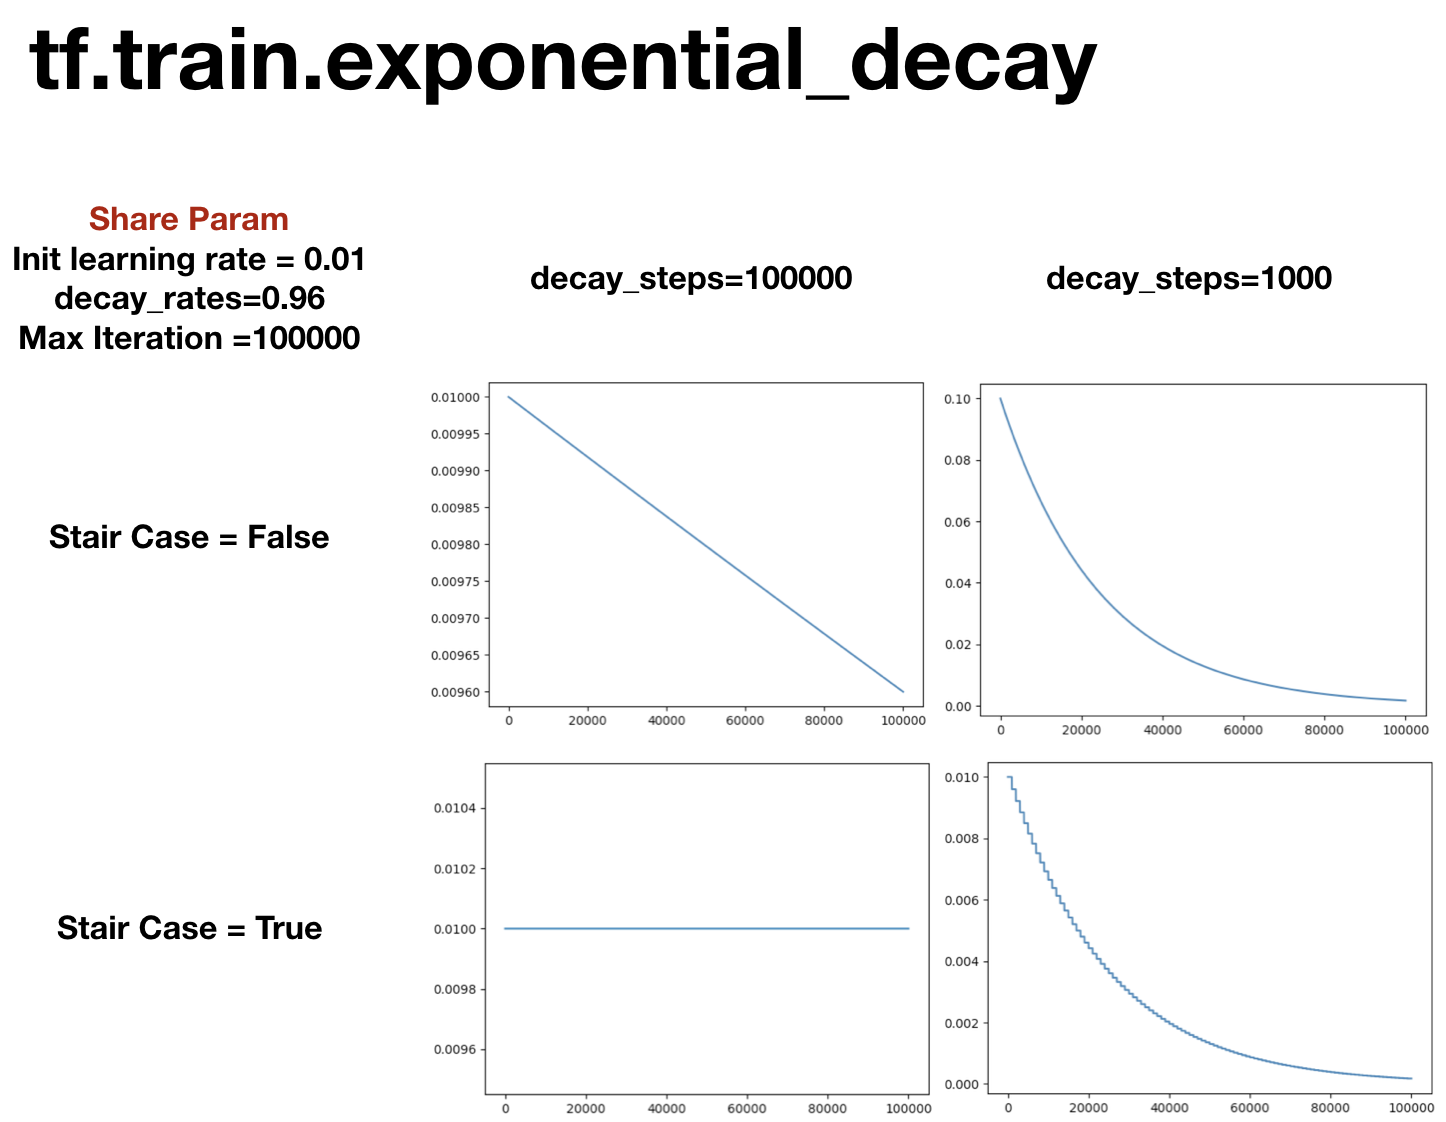 tf.train.exponential_decay
Share Param
Init learning rate = 0.01
decay_rates=0.96
Max Iteration =100000
decay_steps=100000
decay_steps=1000
Stair Case = False
0.01000
0.00995
0.00990
0.00985
0.00980
0.00975
0.00970
0.00965
0.00960
0 20000 40000 60000 80000 100000
0.10
0.08
0.06
0.04
0.02
0.00
0 20000 40000 60000 80000 100000
Stair Case = True
0.0104
0.0102
0.0100
0.0098
0.0096
0 20000 40000 60000 80000 100000
0.010
0.008
0.006
0.004
0.002
0.000
0 20000 40000 60000 80000 100000